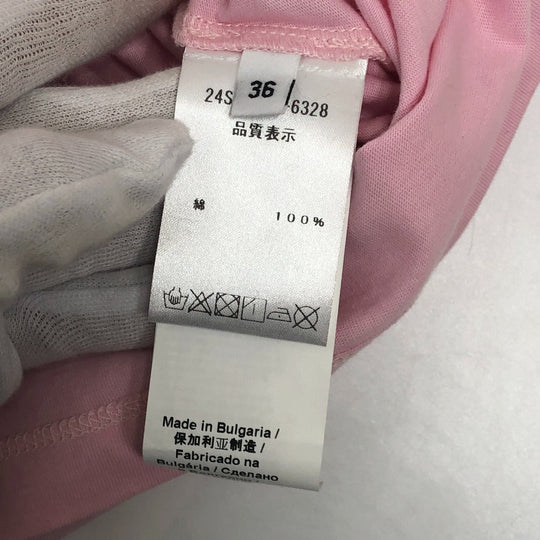 36
24S -6328
品質表示
綿 100%
Made in Bulgaria /
保加利亚制造 /
Fabricado na
Bulgária / Сделано